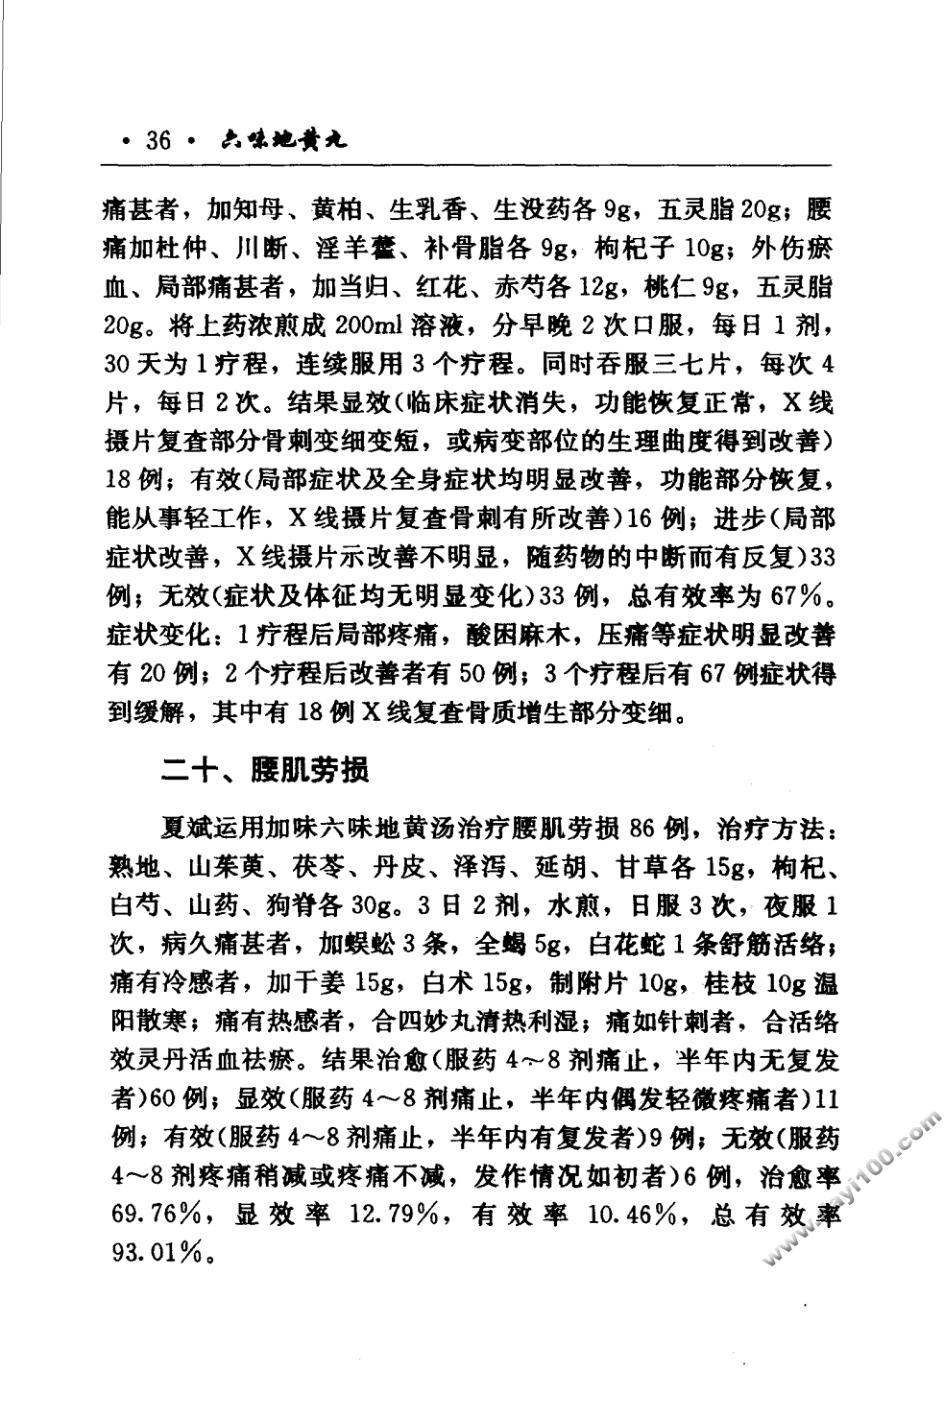 · 36 · 六味地黄丸
痛甚者，加知母、黄柏、生乳香、生没药各 9g，五灵脂 20g；腰
痛加杜仲、川断、淫羊藿、补骨脂各 9g，枸杞子 10g；外伤瘀
血、局部痛甚者，加当归、红花、赤芍各 12g，桃仁 9g，五灵脂
20g。将上药浓煎成 200ml 溶液，分早晚 2 次口服，每日 1 剂，
30 天为 1 疗程，连续服用 3 个疗程。同时吞服三七片，每次 4
片，每日 2 次。结果显效(临床症状消失，功能恢复正常，X 线
摄片复查部分骨刺变细变短，或病变部位的生理曲度得到改善)
18 例；有效(局部症状及全身症状均明显改善，功能部分恢复，
能从事轻工作，X 线摄片复查骨刺有所改善)16 例；进步(局部
症状改善，X 线摄片示改善不明显，随药物的中断而有反复)33
例；无效(症状及体征均无明显变化)33 例，总有效率为 67%。
症状变化：1 疗程后局部疼痛，酸困麻木，压痛等症状明显改善
有 20 例；2 个疗程后改善者有 50 例；3 个疗程后有 67 例症状得
到缓解，其中有 18 例 X 线复查骨质增生部分变细。
二十、腰肌劳损
夏斌运用加味六味地黄汤治疗腰肌劳损 86 例，治疗方法：
熟地、山茱萸、茯苓、丹皮、泽泻、延胡、甘草各 15g，枸杞、
白芍、山药、狗脊各 30g。3 日 2 剂，水煎，日服 3 次，夜服 1
次，病久痛甚者，加蜈蚣 3 条，全蝎 5g，白花蛇 1 条舒筋活络；
痛有冷感者，加干姜 15g，白术 15g，制附片 10g，桂枝 10g 温
阳散寒；痛有热感者，合四妙丸清热利湿；痛如针刺者，合活络
效灵丹活血祛瘀。结果治愈(服药 4～8 剂痛止，半年内无复发
者)60 例；显效(服药 4～8 剂痛止，半年内偶发轻微疼痛者)11
例；有效(服药 4～8 剂痛止，半年内有复发者)9 例；无效(服药
4～8 剂疼痛稍减或疼痛不减，发作情况如初者)6 例，治愈率
69.76%，显效率 12.79%，有效率 10.46%，总有效率
93.01%。